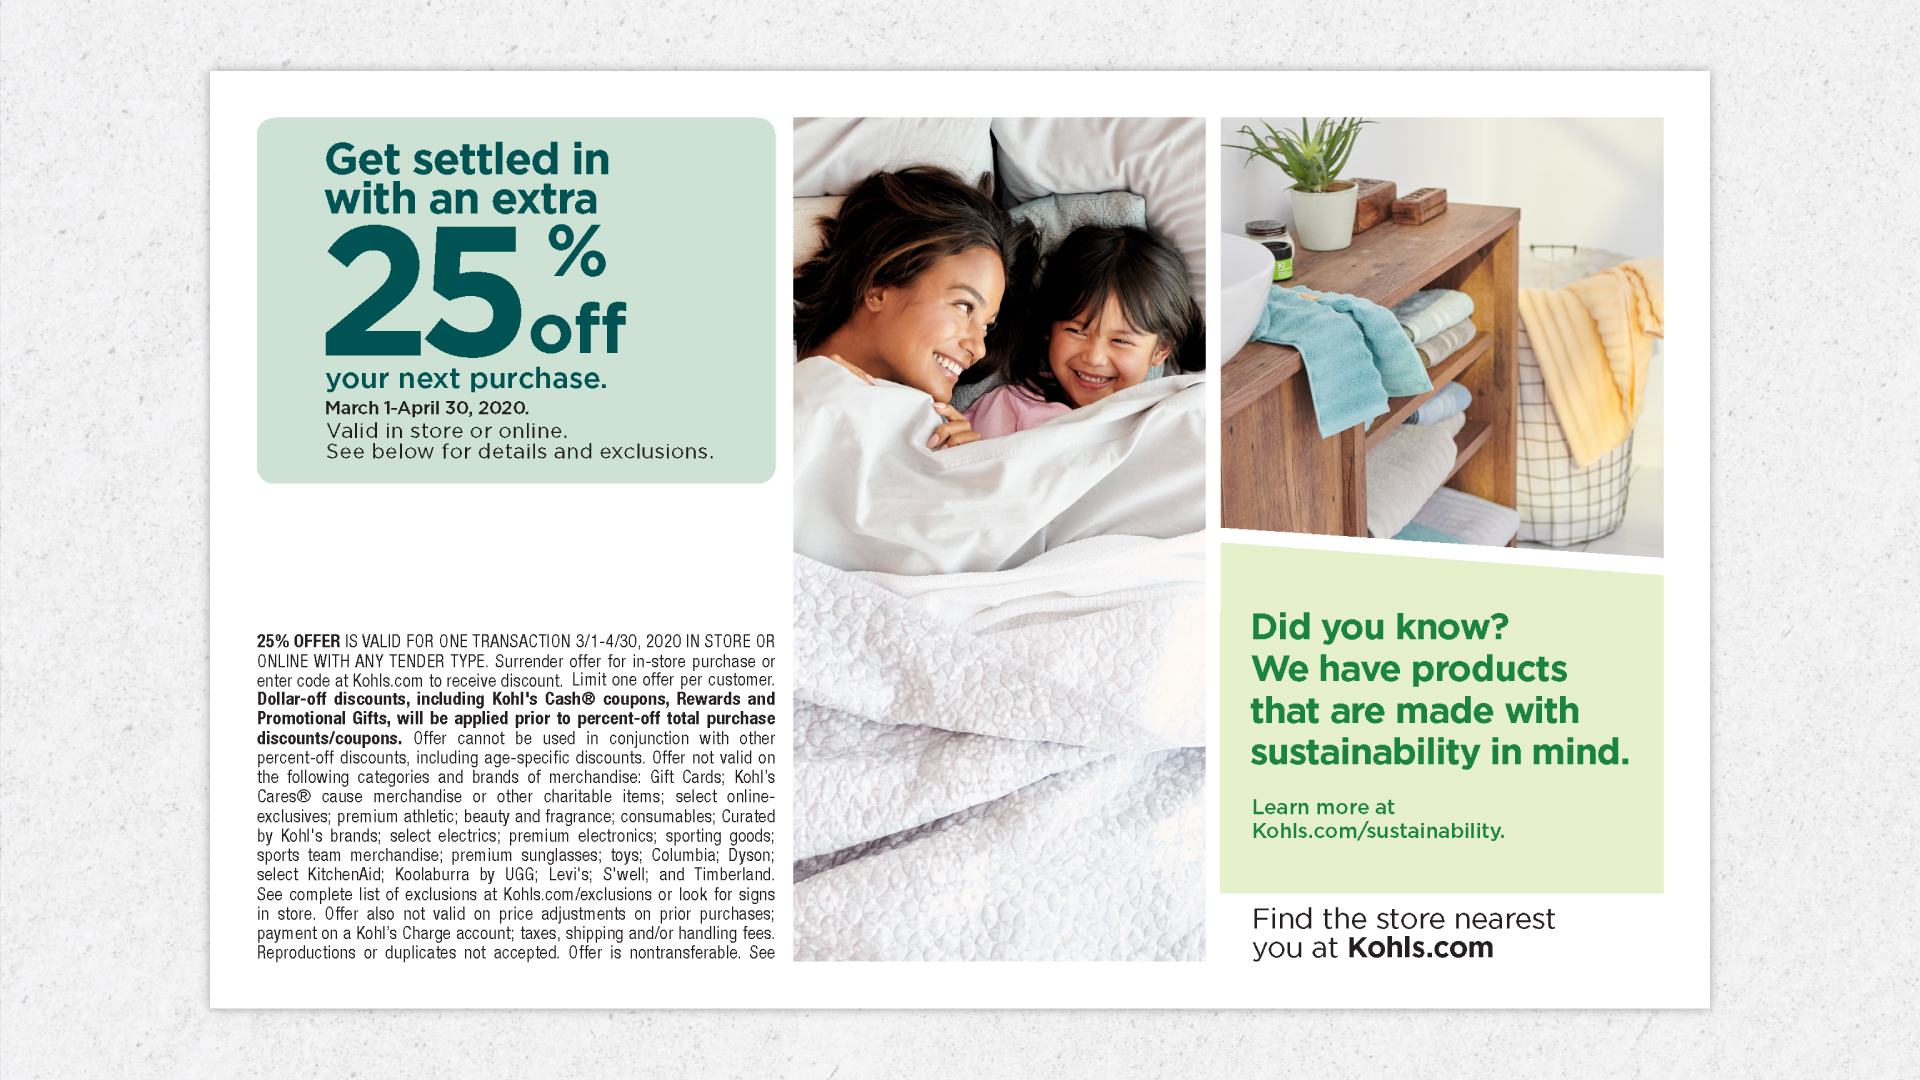 Get settled in
with an extra
25% off
your next purchase.
March 1-April 30, 2020.
Valid in store or online.
See below for details and exclusions.
25% OFFER IS VALID FOR ONE TRANSACTION 3/1-4/30, 2020 IN STORE OR
ONLINE WITH ANY TENDER TYPE. Surrender offer for in-store purchase or
enter code at Kohls.com to receive discount. Limit one offer per customer.
Dollar-off discounts, including Kohl's Cash® coupons, Rewards and
Promotional Gifts, will be applied prior to percent-off total purchase
discounts/coupons. Offer cannot be used in conjunction with other
percent-off discounts, including age-specific discounts. Offer not valid on
the following categories and brands of merchandise: Gift Cards; Kohl's
Cares® cause merchandise or other charitable items; select online-
exclusives; premium athletic; beauty and fragrance; consumables; Curated
by Kohl's brands; select electrics; premium electronics; sporting goods;
sports team merchandise; premium sunglasses; toys; Columbia; Dyson;
select KitchenAid; Koolaburra by UGG; Levi's; S'well; and Timberland.
See complete list of exclusions at Kohls.com/exclusions or look for signs
in store. Offer also not valid on price adjustments on prior purchases;
payment on a Kohl's Charge account; taxes, shipping and/or handling fees.
Reproductions or duplicates not accepted. Offer is nontransferable. See
Did you know?
We have products
that are made with
sustainability in mind.
Learn more at
Kohls.com/sustainability.
Find the store nearest
you at Kohls.com